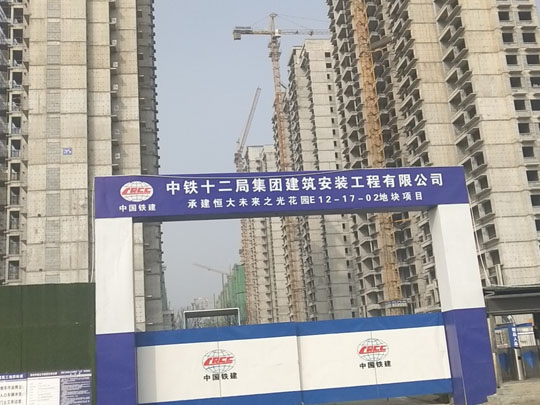 中铁十二局集团建筑安装工程有限公司
CRCC
中国铁建
承建恒大未来之光花园E12-17-02地块项目
CRCC
中国铁建
CRCC
中国铁建